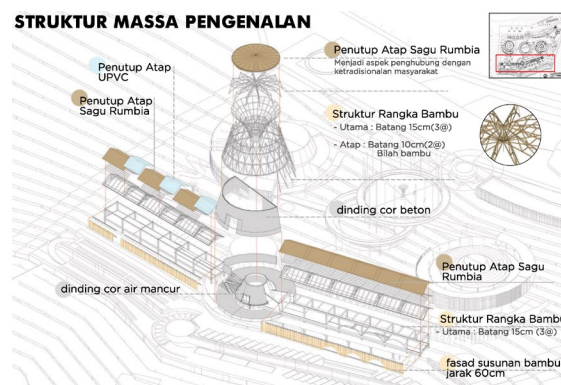 STRUKTUR MASSA PENGENALAN
Penutup Atap Sagu Rumbia
Menjadi aspek penghubung dengan
ketradisionalan masyarakat
Penutup Atap
UPVC
Penutup Atap
Sagu Rumbia
Struktur Rangka Bambu
- Utama : Batang 15cm(3@)
- Atap : Batang 10cm(2@)
Bilah bambu
dinding cor beton
Penutup Atap Sagu
Rumbia
dinding cor air mancur
Struktur Rangka Bambu
- Utama : Batang 15cm (3@)
fasad susunan bambu
jarak 60cm